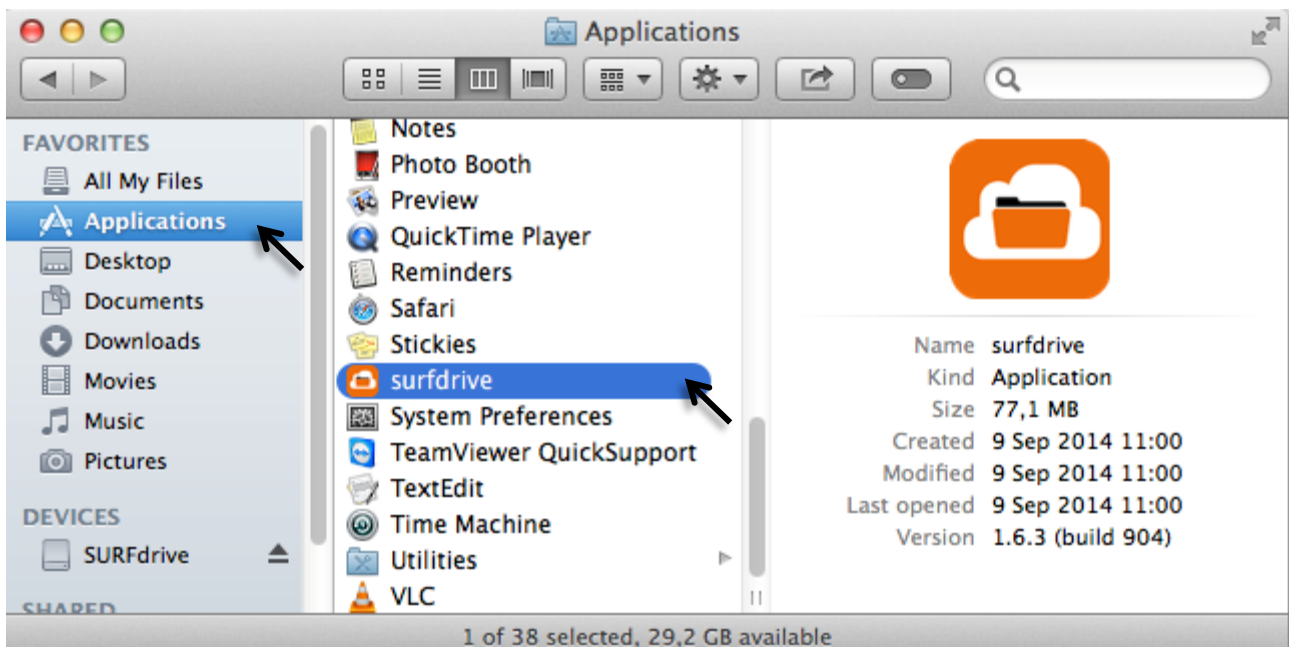 Applications
FAVORITES
All My Files
Applications
Desktop
Documents
Downloads
Movies
Music
Pictures
DEVICES
SURFdrive
SHARED
Notes
Photo Booth
Preview
QuickTime Player
Reminders
Safari
Stickies
surfdrive
System Preferences
TeamViewer QuickSupport
TextEdit
Time Machine
Utilities
VLC
Name surfdrive
Kind Application
Size 77,1 MB
Created 9 Sep 2014 11:00
Modified 9 Sep 2014 11:00
Last opened 9 Sep 2014 11:00
Version 1.6.3 (build 904)
1 of 38 selected, 29,2 GB available